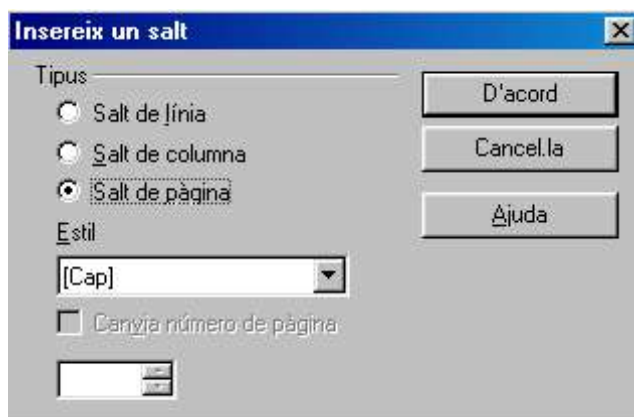 Insereix un salt
Tipus
Salt de línia
Salt de columna
Salt de pàgina
Estil
[Cap]
Canvia número de pàgina
D'acord
Cancel.la
Ajuda